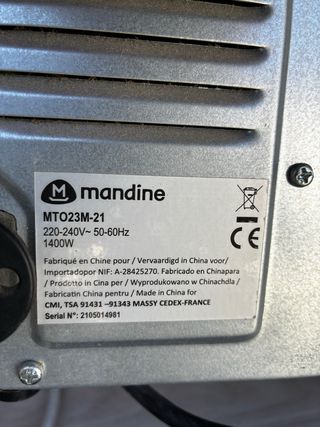 mandine
MTO23M-21
220-240V~ 50-60Hz
1400W
CE
Fabriqué en Chine pour / Vervaardigd in China voor/
Importadopor NIF: A-28425270. Fabricado en Chinapara
/ Prodotto in Cina per / Wyprodukowano w Chinachdla /
Fabricatin China pentru / Made in China for
CMI, TSA 91431 –91343 MASSY CEDEX-FRANCE
Serial N°: 2105014981